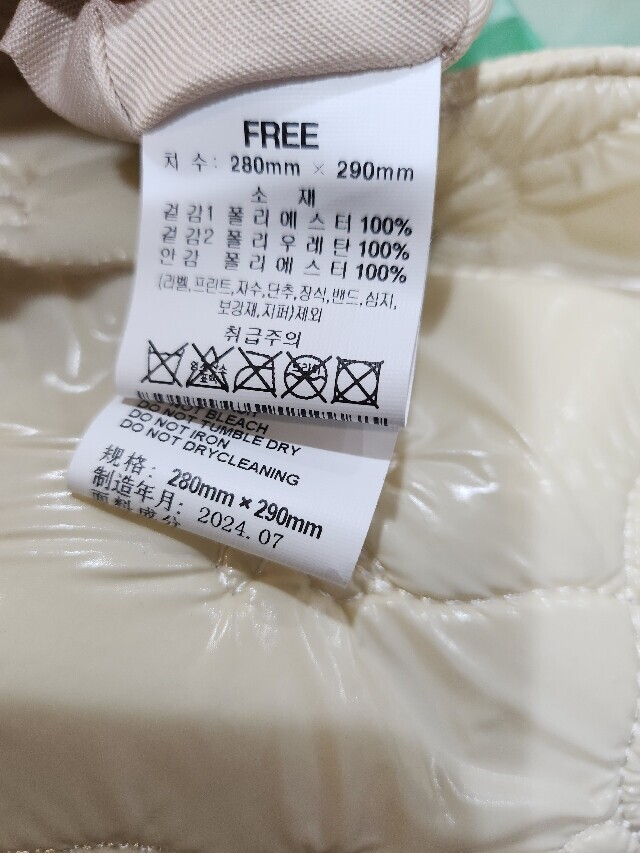 FREE
치 수 : 280mm × 290mm
소 재
겉 감1 폴 리 에 스 터 100%
겉 감2 폴 리 우 레 탄 100%
안 감 폴 리 에 스 터 100%
(라벨,프린트,자수,단추,장식,밴드,심지,
보강재,지퍼)제외
취급주의
BLEACH
DO NOT TUMBLE DRY
DO NOT IRON
DO NOT DRYCLEANING
规格: 280mm × 290mm
制造年月: 2024.07